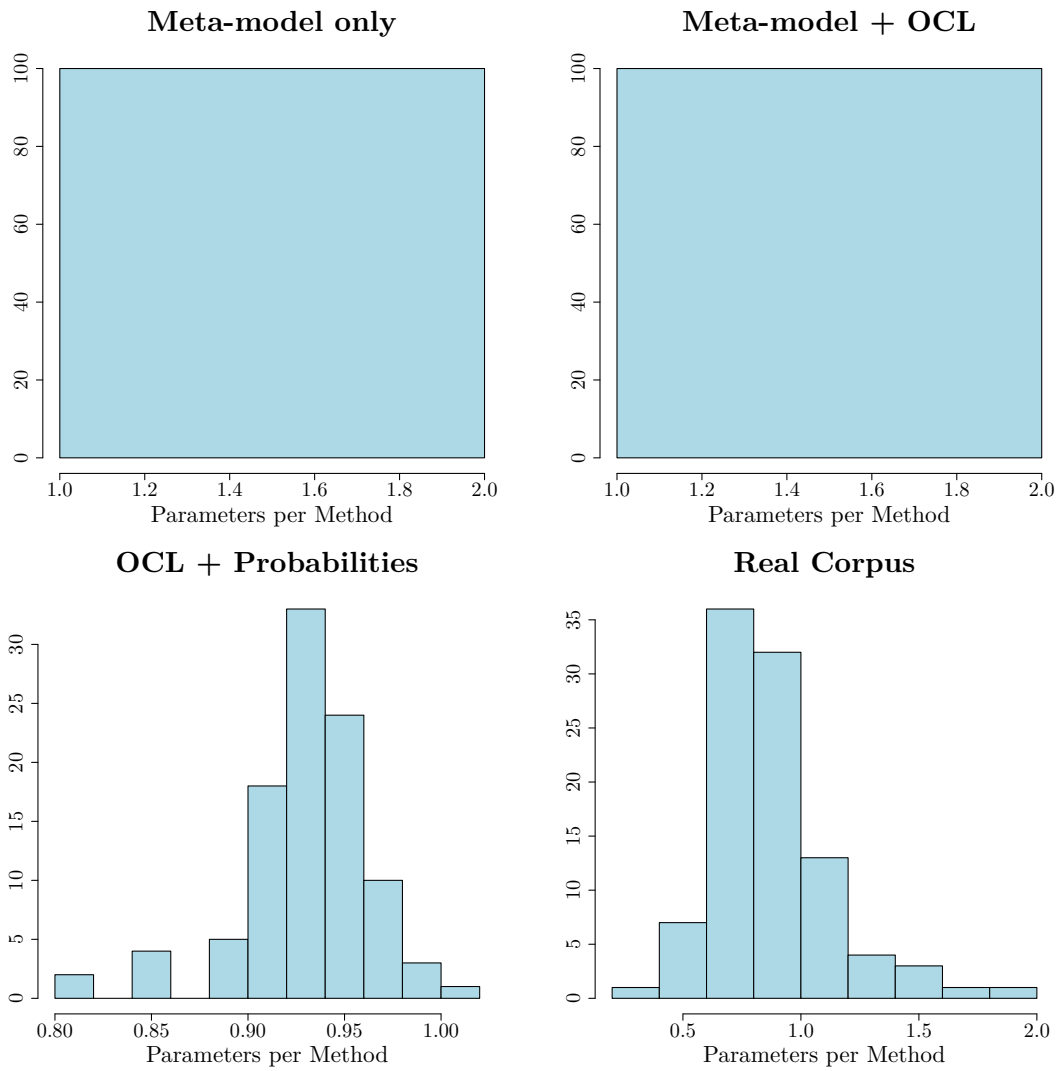 Meta-model only
100
80
60
40
20
0
1.0 1.2 1.4 1.6 1.8 2.0
Parameters per Method
Meta-model + OCL
100
80
60
40
20
0
1.0 1.2 1.4 1.6 1.8 2.0
Parameters per Method
OCL + Probabilities
30
25
20
15
10
5
0
0.80 0.85 0.90 0.95 1.00
Parameters per Method
Real Corpus
35
30
25
20
15
10
5
0
0.5 1.0 1.5 2.0
Parameters per Method